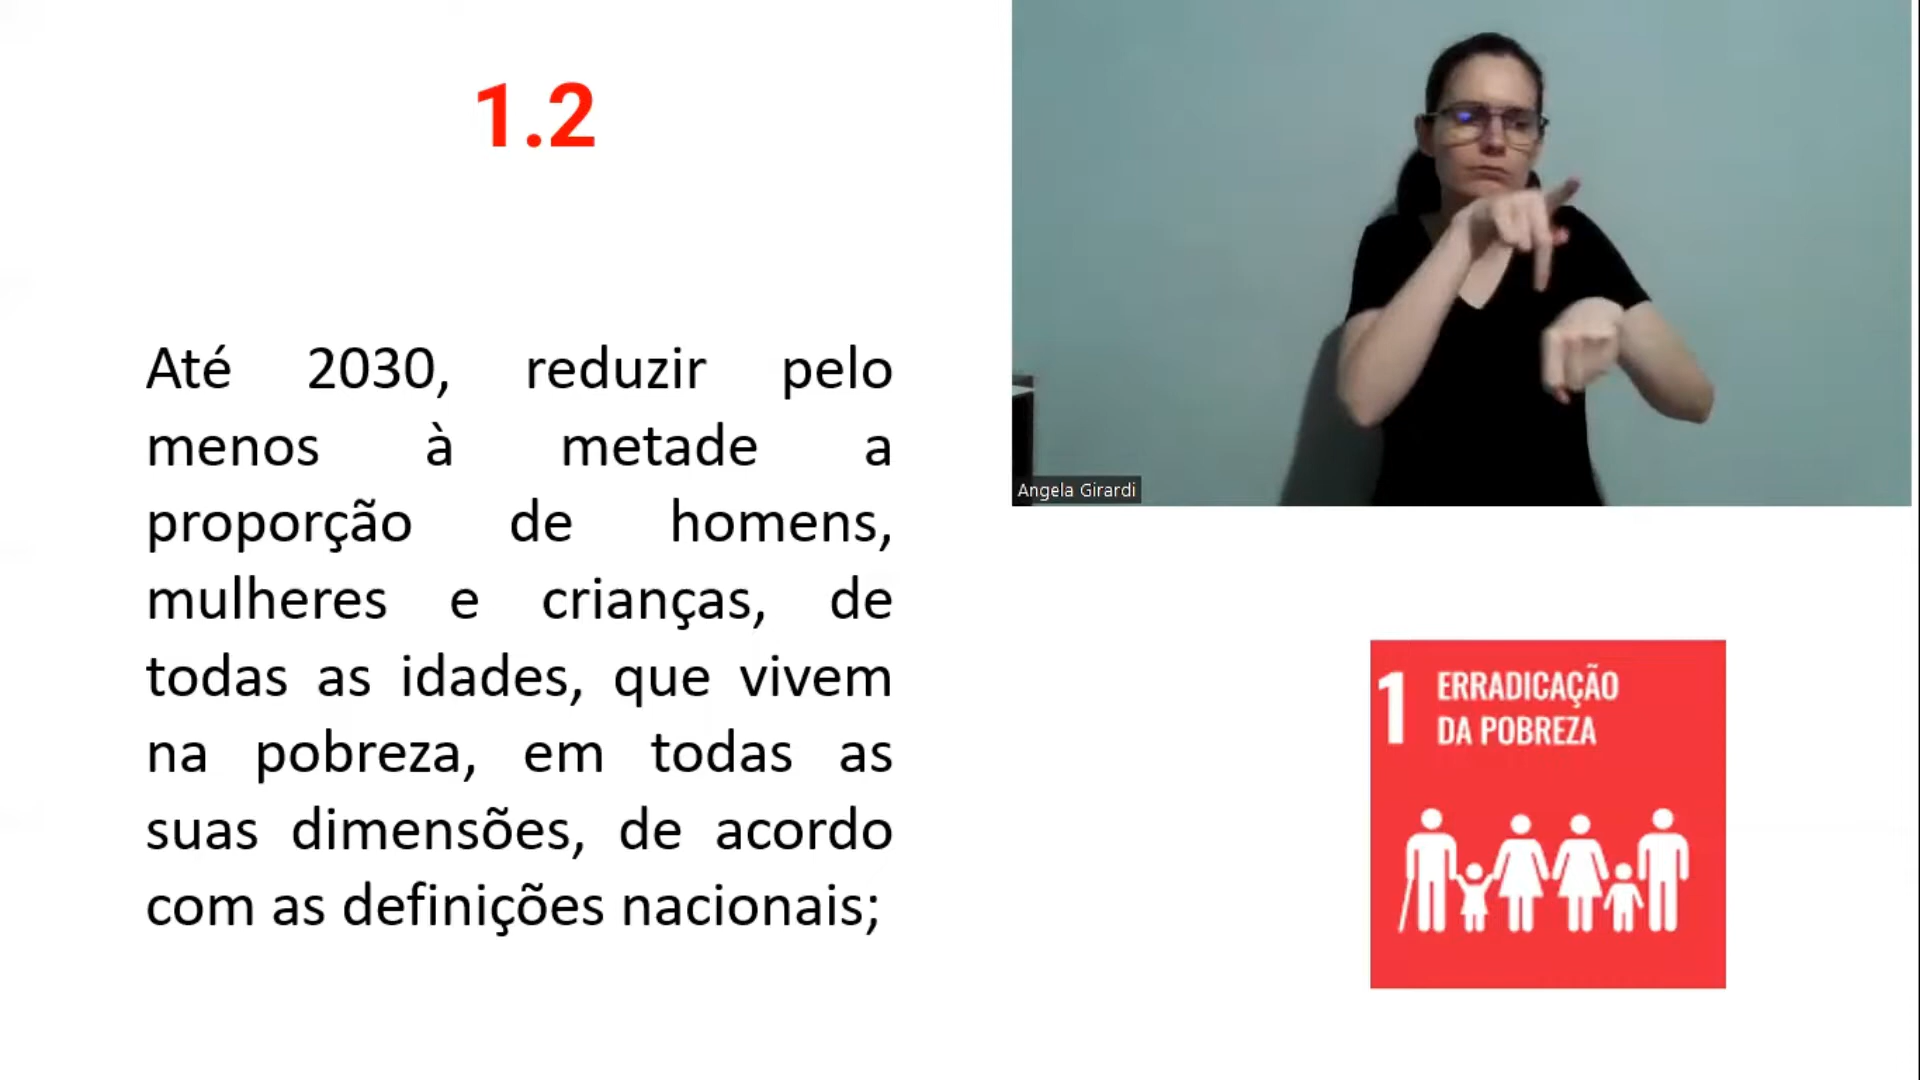 1.2
Até 2030, reduzir pelo
menos à metade a
proporção de homens,
mulheres e crianças, de
todas as idades, que vivem
na pobreza, em todas as
suas dimensões, de acordo
com as definições nacionais;
Angela Girardi
1 ERRADICAÇÃO
DA POBREZA